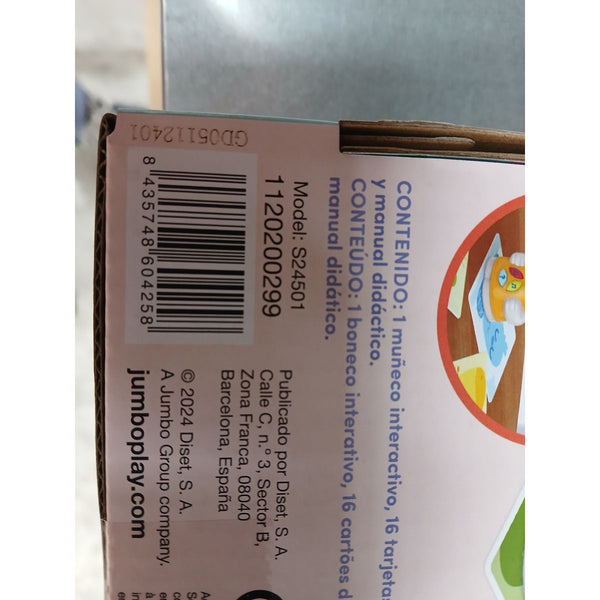 GD05112401
8 435748 604258
Model: S24501
1120200299
CONTENIDO: 1 muñeco interactivo, 16 tarjetas
y manual didáctico.
CONTEÚDO: 1 boneco interativo, 16 cartões d
manual didático.
Publicado por Diset, S. A.
Calle C, n.º 3, Sector B,
Zona Franca, 08040
Barcelona, España
© 2024 Diset, S. A.
A Jumbo Group company.
jumboplay.com